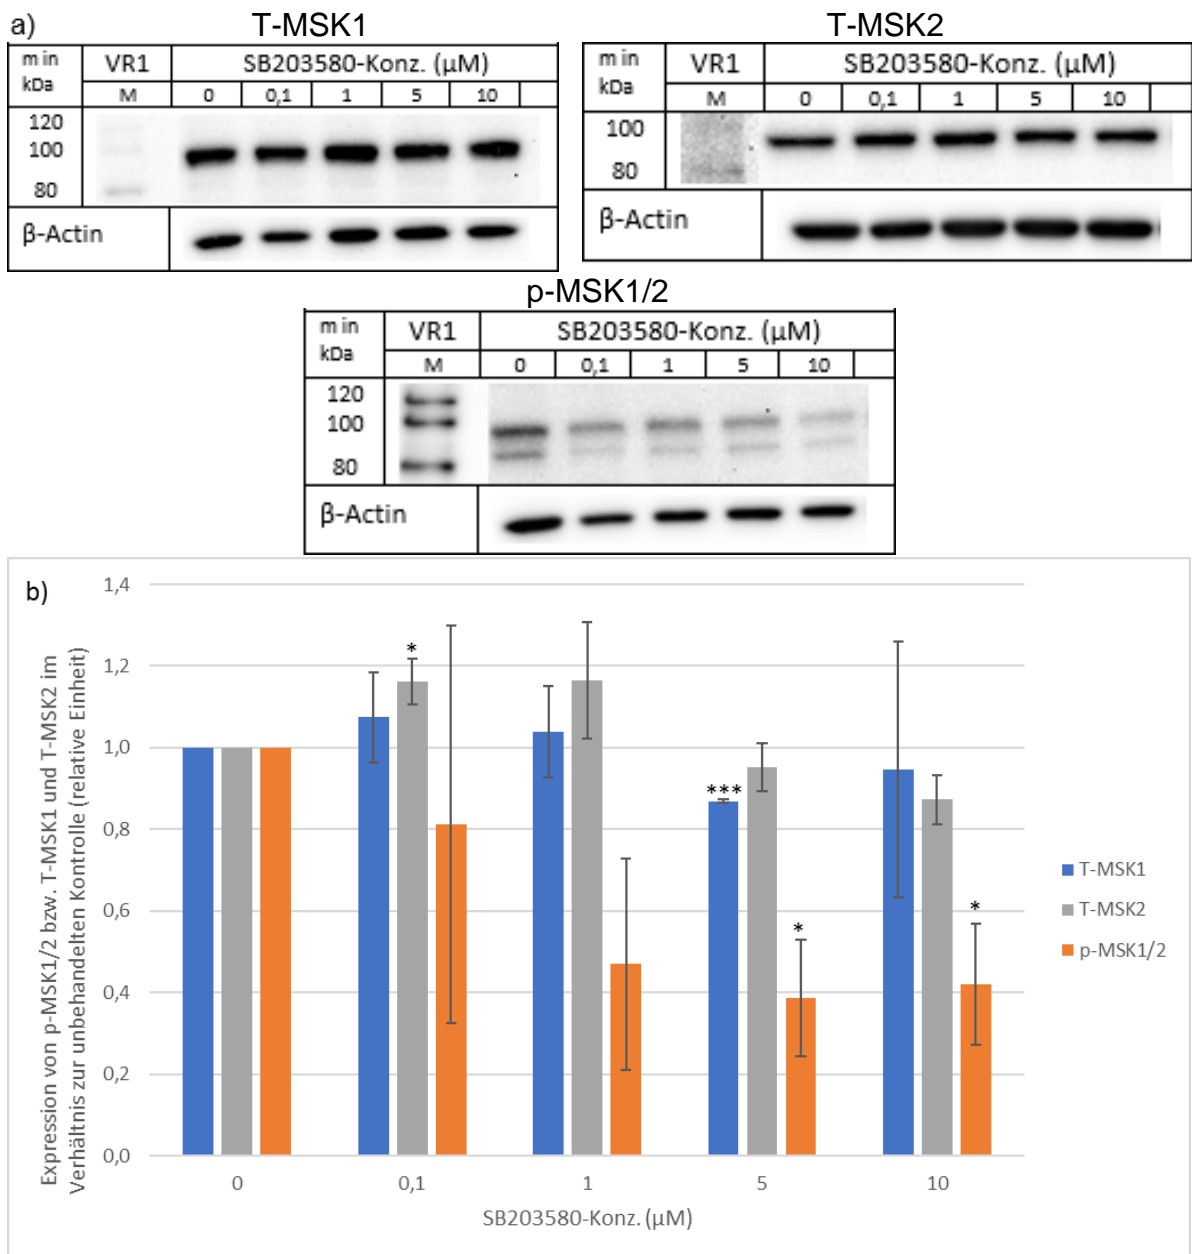 a)
T-MSK1
m in kDa VR1 SB203580-Konz. (µM)
M 0 0,1 1 5 10
120
100
80
β-Actin
T-MSK2
m in kDa VR1 SB203580-Konz. (µM)
M 0 0,1 1 5 10
100
80
β-Actin
p-MSK1/2
m in kDa VR1 SB203580-Konz. (µM)
M 0 0,1 1 5 10
120
100
80
β-Actin
b)
Expression von p-MSK1/2 bzw. T-MSK1 und T-MSK2 im
Verhältnis zur unbehandelten Kontrolle (relative Einheit)
1,4
1,2
1,0
0,8
0,6
0,4
0,2
0,0
*
***
*
*
0 0,1 1 5 10
SB203580-Konz. (µM)
T-MSK1
T-MSK2
p-MSK1/2